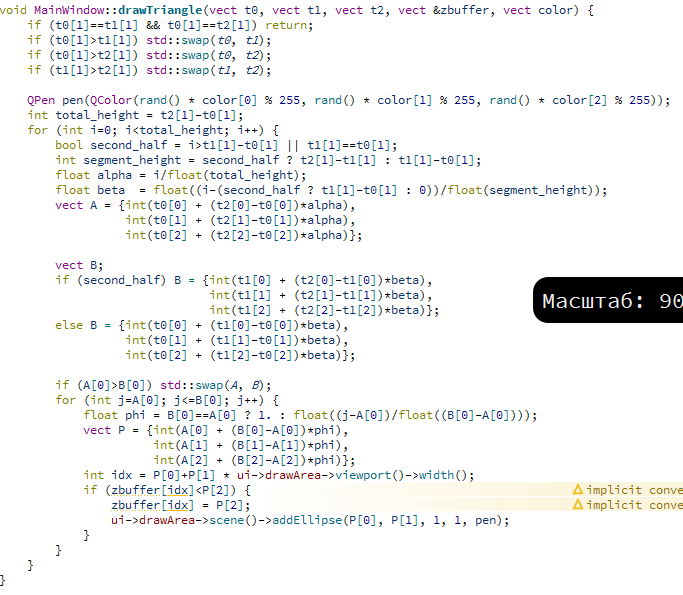 void MainWindow::drawTriangle(vect t0, vect t1, vect t2, vect &zbuffer, vect color) {
    if (t0[1]==t1[1] && t0[1]==t2[1]) return;
    if (t0[1]>t1[1]) std::swap(t0, t1);
    if (t0[1]>t2[1]) std::swap(t0, t2);
    if (t1[1]>t2[1]) std::swap(t1, t2);

    QPen pen(QColor(rand() * color[0] % 255, rand() * color[1] % 255, rand() * color[2] % 255));
    int total_height = t2[1]-t0[1];
    for (int i=0; i<total_height; i++) {
        bool second_half = i>t1[1]-t0[1] || t1[1]==t0[1];
        int segment_height = second_half ? t2[1]-t1[1] : t1[1]-t0[1];
        float alpha = i/float(total_height);
        float beta  = float((i-(second_half ? t1[1]-t0[1] : 0))/float(segment_height));
        vect A = {int(t0[0] + (t2[0]-t0[0])*alpha),
                  int(t0[1] + (t2[1]-t0[1])*alpha),
                  int(t0[2] + (t2[2]-t0[2])*alpha)};

        vect B;
        if (second_half) B = {int(t1[0] + (t2[0]-t1[0])*beta),
                              int(t1[1] + (t2[1]-t1[1])*beta),
                              int(t1[2] + (t2[2]-t1[2])*beta)};
        else B = {int(t0[0] + (t1[0]-t0[0])*beta),
                  int(t0[1] + (t1[1]-t0[1])*beta),
                  int(t0[2] + (t1[2]-t0[2])*beta)};

        if (A[0]>B[0]) std::swap(A, B);
        for (int j=A[0]; j<=B[0]; j++) {
            float phi = B[0]==A[0] ? 1. : float((j-A[0])/float((B[0]-A[0])));
            vect P = {int(A[0] + (B[0]-A[0])*phi),
                      int(A[1] + (B[1]-A[1])*phi),
                      int(A[2] + (B[2]-A[2])*phi)};
            int idx = P[0]+P[1] * ui->drawArea->viewport()->width();
            if (zbuffer[idx]<P[2]) { implicit conve
                zbuffer[idx] = P[2]; implicit conve
                ui->drawArea->scene()->addEllipse(P[0], P[1], 1, 1, pen);
            }
        }
    }
}
Масштаб: 90